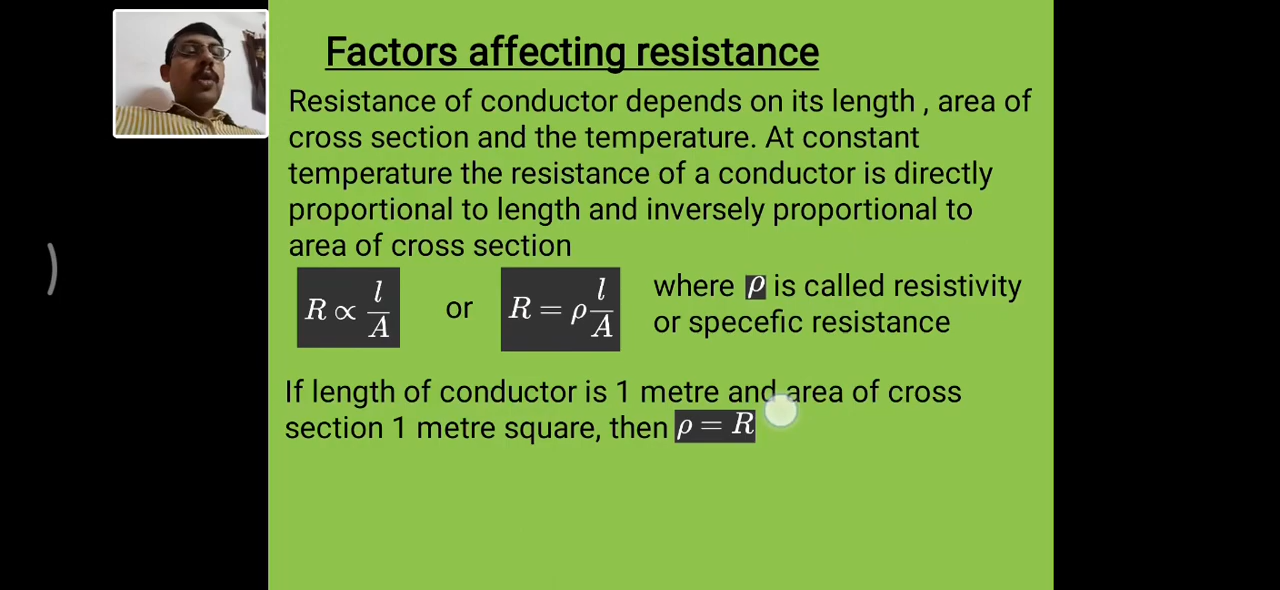 Factors affecting resistance
Resistance of conductor depends on its length , area of
cross section and the temperature. At constant
temperature the resistance of a conductor is directly
proportional to length and inversely proportional to
area of cross section
R ∝ l/A or R = ρ l/A where ρ is called resistivity
or specefic resistance
If length of conductor is 1 metre and area of cross
section 1 metre square, then ρ = R